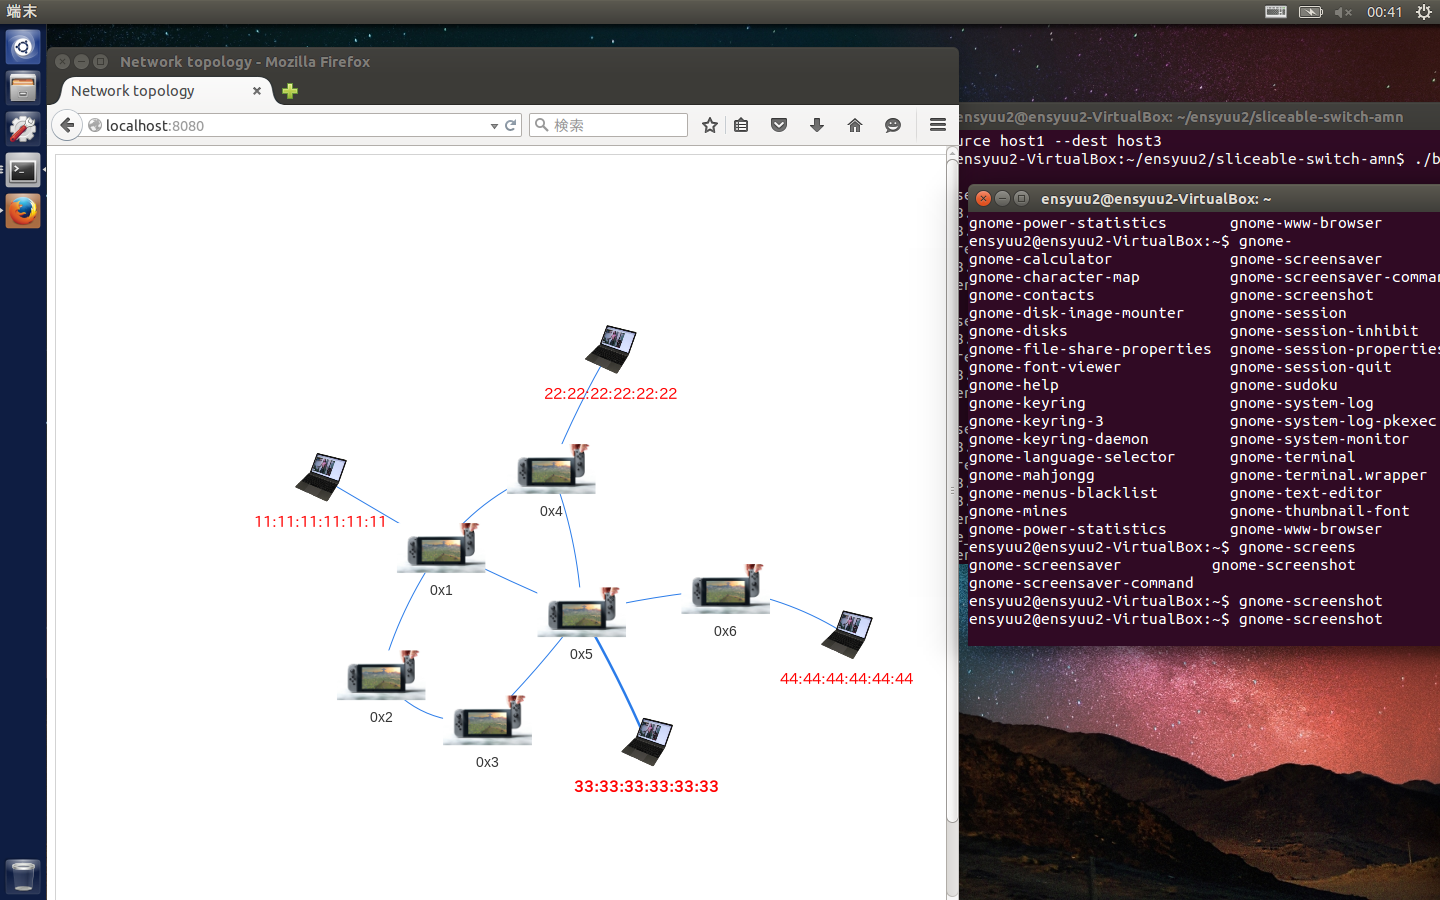 端末
00:41
Network topology - Mozilla Firefox
Network topology
localhost:8080
検索
22:22:22:22:22:22
11:11:11:11:11:11
0x4
0x1
0x6
0x5
44:44:44:44:44:44
0x2
0x3
33:33:33:33:33:33
ensyuu2@ensyuu2-VirtualBox: ~/ensyuu2/sliceable-switch-amn
urce host1 --dest host3
ensyuu2-VirtualBox:~/ensyuu2/sliceable-switch-amn$ ./b
ensyuu2@ensyuu2-VirtualBox: ~
gnome-power-statistics gnome-www-browser
ensyuu2@ensyuu2-VirtualBox:~$ gnome-
gnome-calculator gnome-screensaver
gnome-character-map gnome-screensaver-comman
gnome-contacts gnome-screenshot
gnome-disk-image-mounter gnome-session
gnome-disks gnome-session-inhibit
gnome-file-share-properties gnome-session-properties
gnome-font-viewer gnome-session-quit
gnome-help gnome-sudoku
gnome-keyring gnome-system-log
gnome-keyring-3 gnome-system-log-pkexec
gnome-keyring-daemon gnome-system-monitor
gnome-language-selector gnome-terminal
gnome-mahjongg gnome-terminal.wrapper
gnome-menus-blacklist gnome-text-editor
gnome-mines gnome-thumbnail-font
gnome-power-statistics gnome-www-browser
ensyuu2@ensyuu2-VirtualBox:~$ gnome-screens
gnome-screensaver gnome-screenshot
gnome-screensaver-command
ensyuu2@ensyuu2-VirtualBox:~$ gnome-screenshot
ensyuu2@ensyuu2-VirtualBox:~$ gnome-screenshot